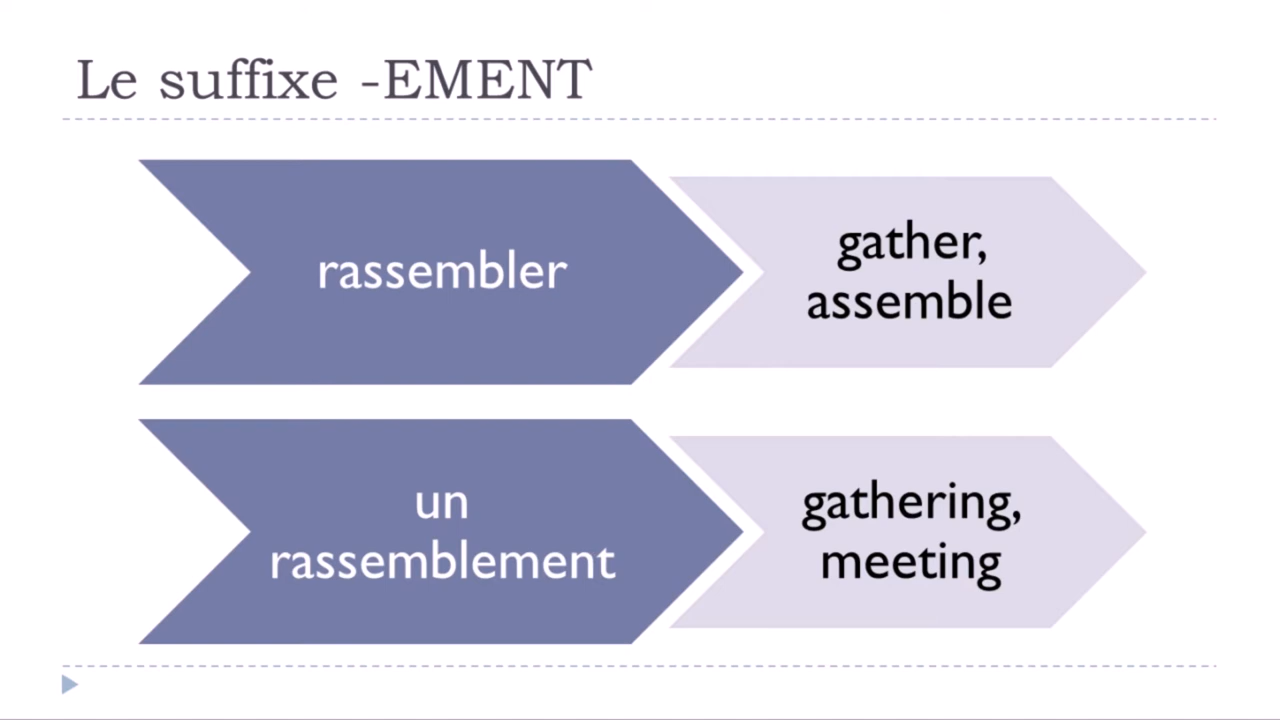 Le suffixe -EMENT
rassembler
gather,
assemble
un
rassemblement
gathering,
meeting